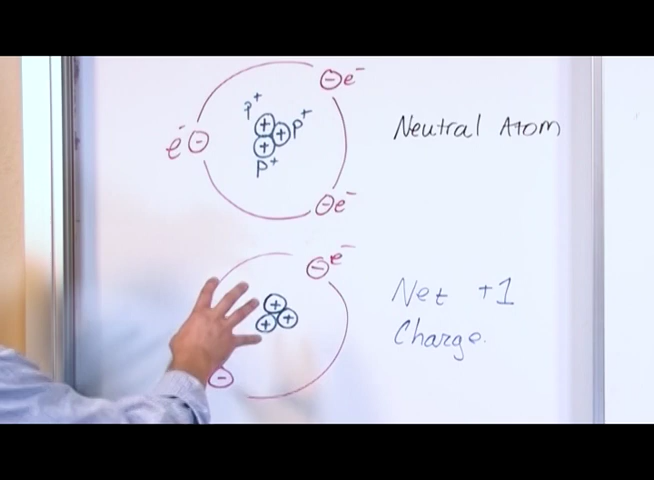 ⊖e⁻
p⁺
⊕ ⊕ p⁺
e⁻ ⊖
⊕
p⁺
Neutral Atom
⊖e⁻
⊖e⁻
⊕
⊕ ⊕
⊖
Net +1
Charge.